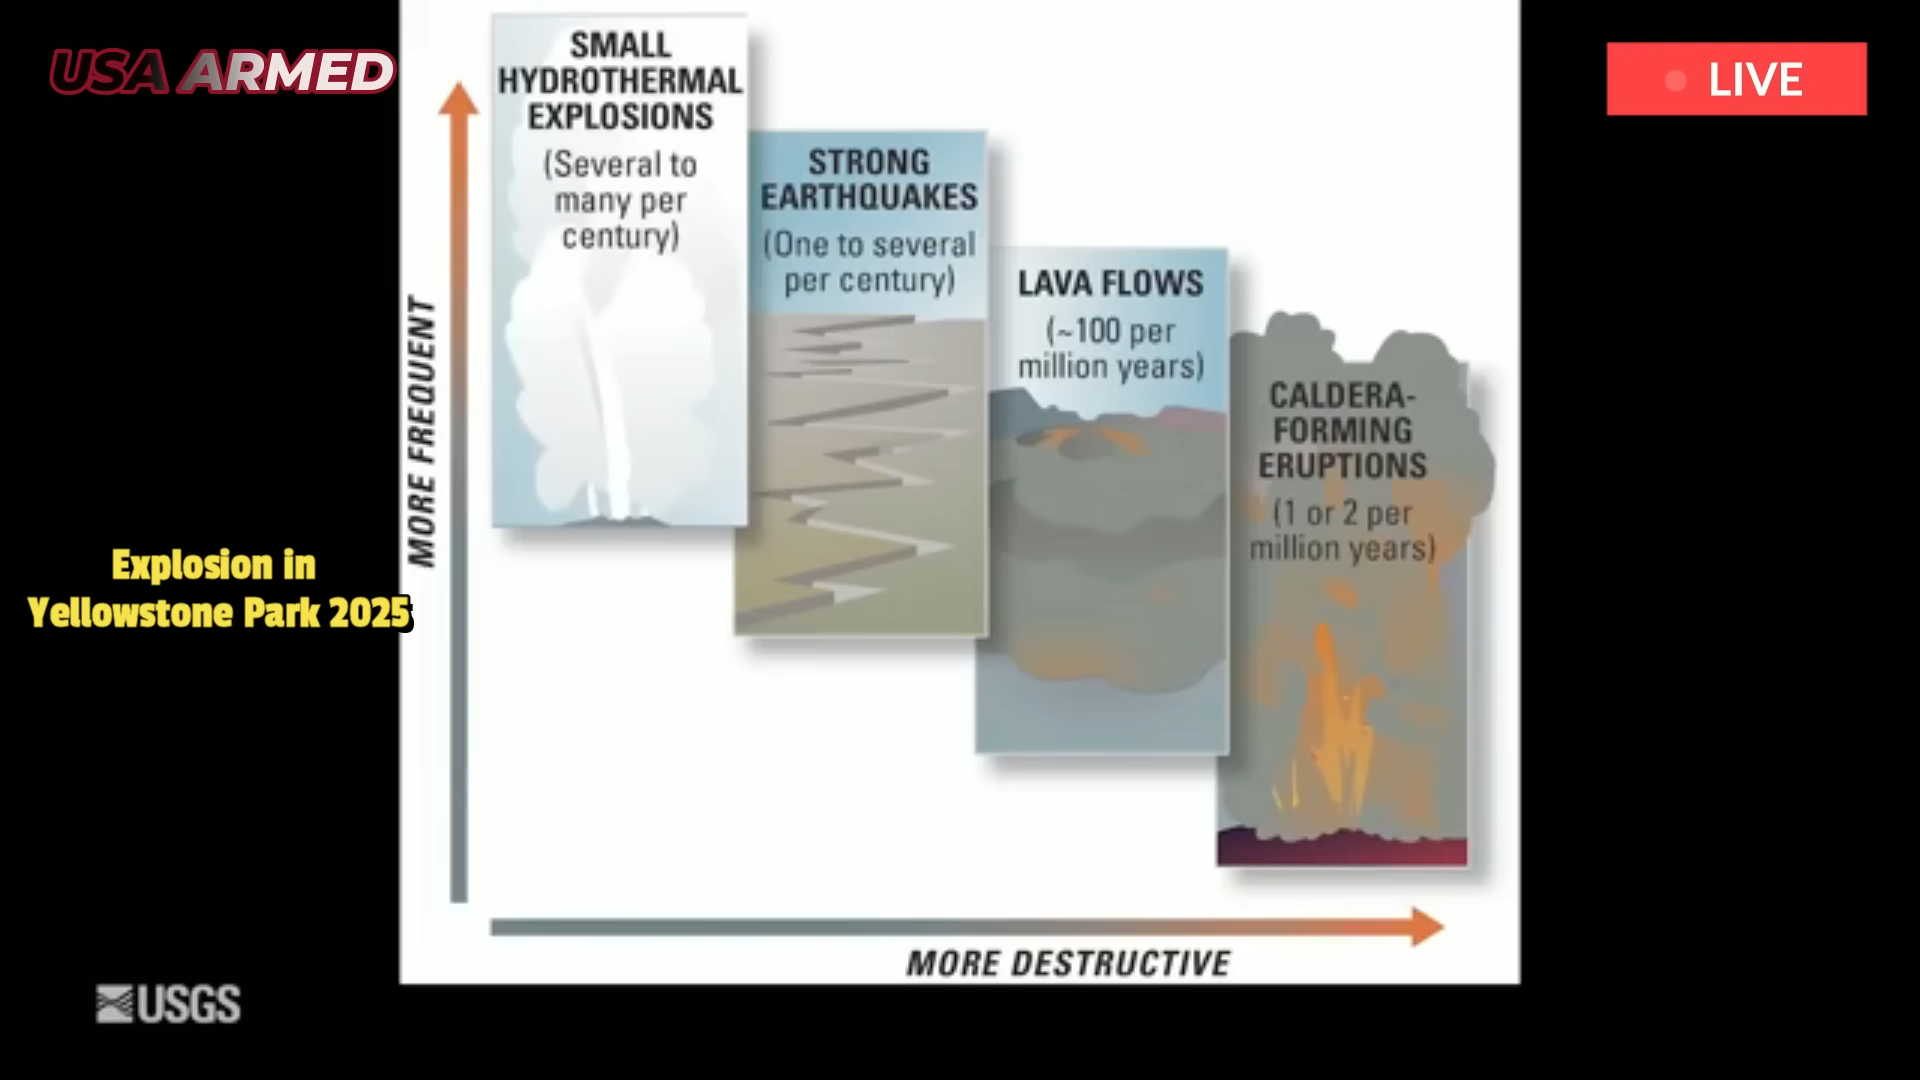 USA ARMED
LIVE
SMALL
HYDROTHERMAL
EXPLOSIONS
(Several to
many per
century)
STRONG
EARTHQUAKES
(One to several
per century)
LAVA FLOWS
(~100 per
million years)
CALDERA-
FORMING
ERUPTIONS
(1 or 2 per
million years)
MORE FREQUENT
Explosion in
Yellowstone Park 2025
MORE DESTRUCTIVE
USGS